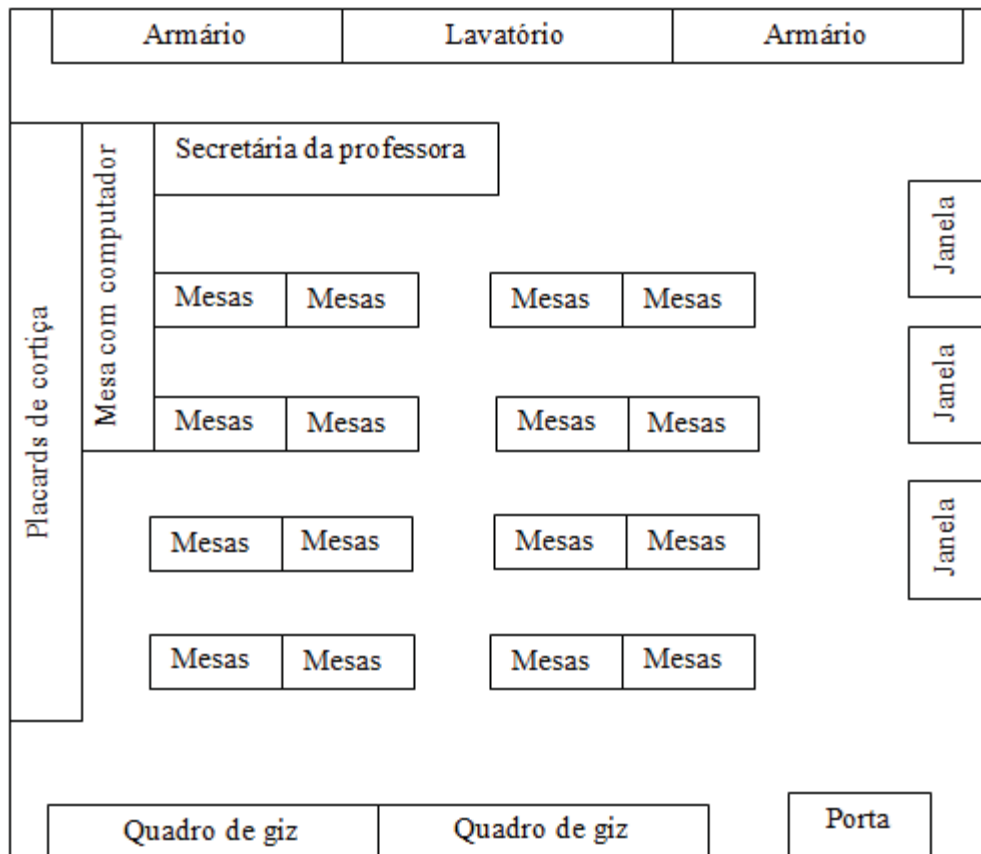 Armário
Lavatório
Armário
Placards de cortiça
Mesa com computador
Secretária da professora
Janela
Mesas
Mesas
Mesas
Mesas
Janela
Mesas
Mesas
Mesas
Mesas
Janela
Mesas
Mesas
Mesas
Mesas
Mesas
Mesas
Mesas
Mesas
Quadro de giz
Quadro de giz
Porta